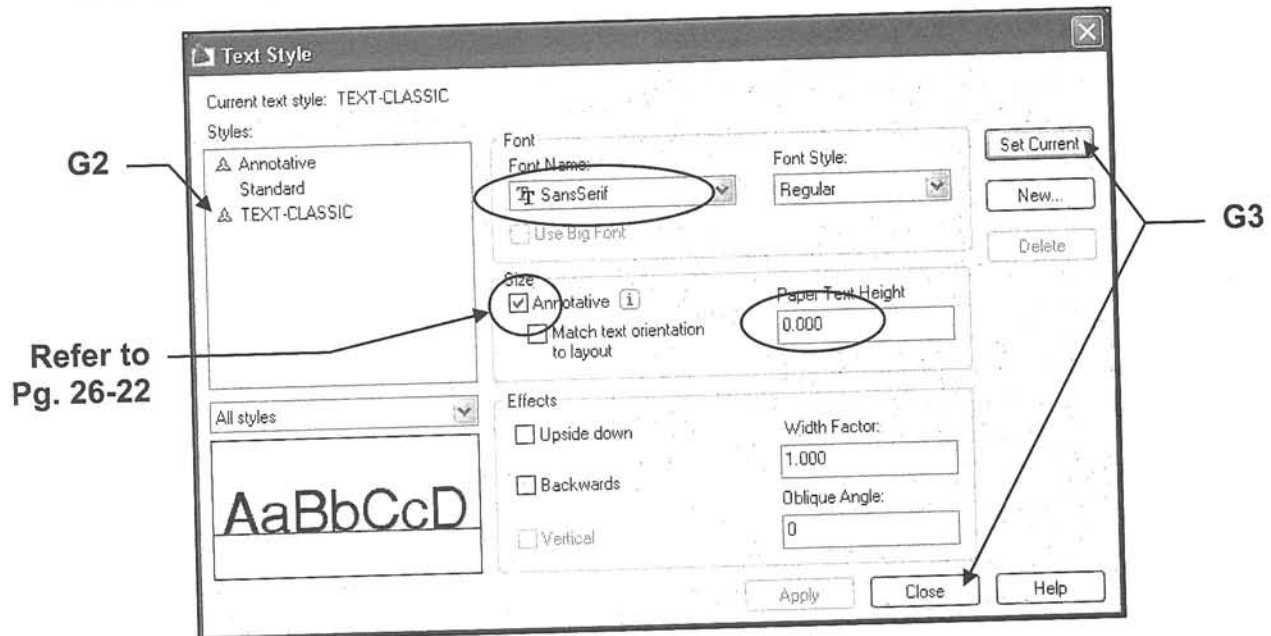 Text Style
Current text style: TEXT-CLASSIC
Styles:
Annotative
Standard
TEXT-CLASSIC
All styles
AaBbCcD
Font
Font Name:
SansSerif
Use Big Font
Font Style:
Regular
Size
Annotative i
Match text orientation
to layout
Paper Text Height
0.000
Effects
Upside down
Backwards
Vertical
Width Factor:
1.000
Oblique Angle:
0
Set Current
New...
Delete
Apply
Close
Help
G2
Refer to
Pg. 26-22
G3